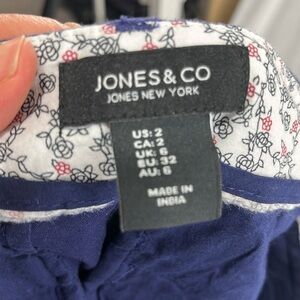 JONES & CO
JONES NEW YORK
US: 2
CA: 2
UK: 6
EU: 32
AU: 6
MADE IN
INDIA